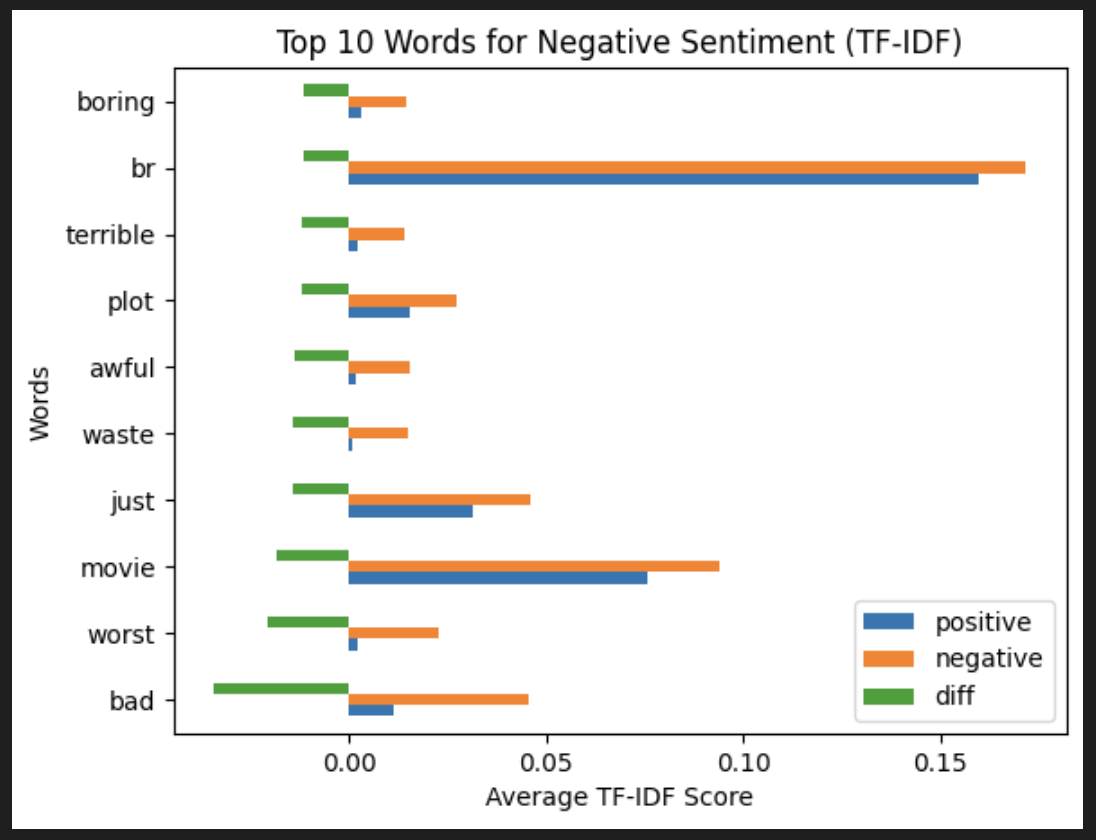 Top 10 Words for Negative Sentiment (TF-IDF)
boring
br
terrible
plot
awful
waste
just
movie
worst
bad
Words
positive
negative
diff
0.00 0.05 0.10 0.15
Average TF-IDF Score